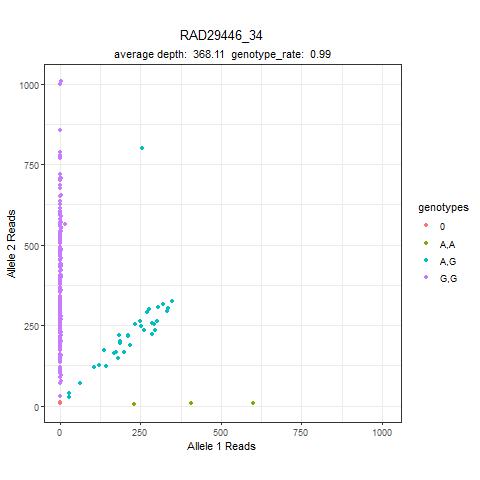 RAD29446_34
average depth:  368.11  genotype_rate:  0.99
1000
750
500
250
0
Allele 2 Reads
0
250
500
750
1000
Allele 1 Reads
genotypes
0
A,A
A,G
G,G